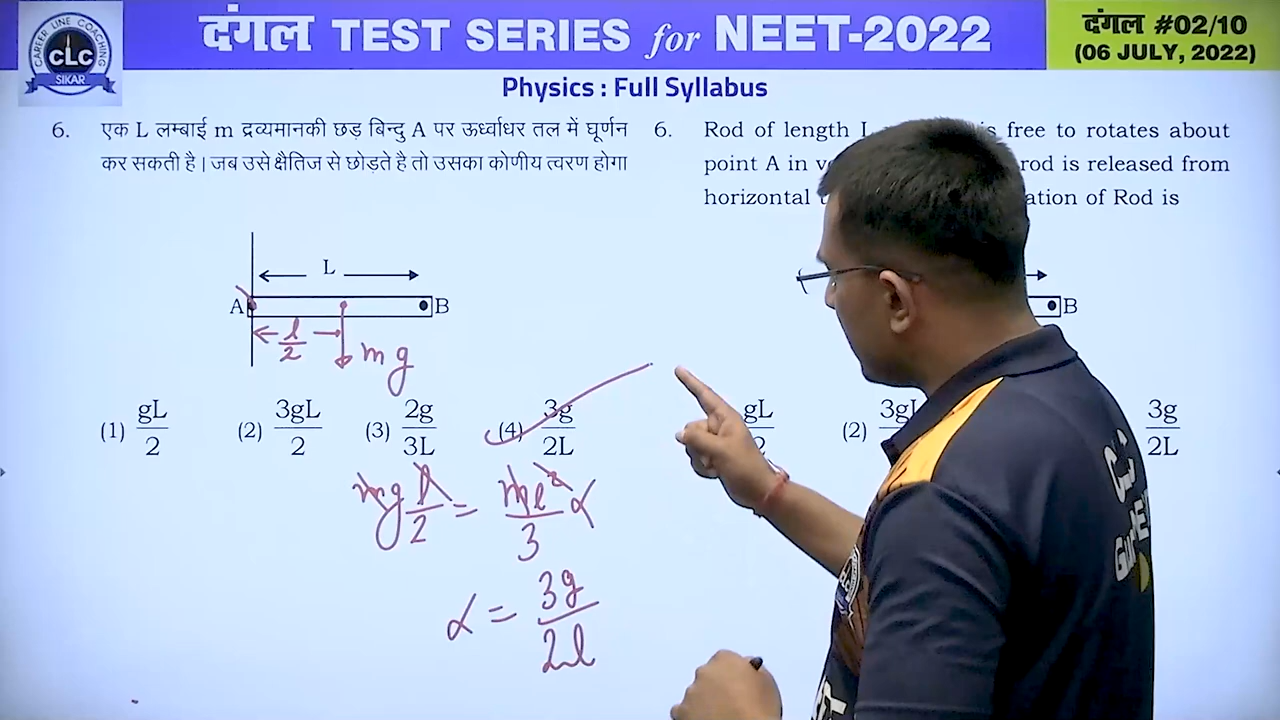 CAREER LINE COACHING
CLC
SIKAR
दंगल TEST SERIES for NEET-2022
दंगल #02/10
(06 JULY, 2022)
Physics : Full Syllabus
6. एक L लम्बाई m द्रव्यमानकी छड़ बिन्दु A पर ऊर्ध्वाधर तल में घूर्णन
कर सकती है। जब उसे क्षैतिज से छोड़ते है तो उसका कोणीय त्वरण होगा
L
A B
l/2
mg
(1) gL/2 (2) 3gL/2 (3) 2g/3L (4) 3g/2L
mg l/2 = ml²/3 α
α = 3g/2l
6. Rod of length free to rotates about
point A in rod is released from
horizontal of Rod is
B
gL (2) 3g/2L